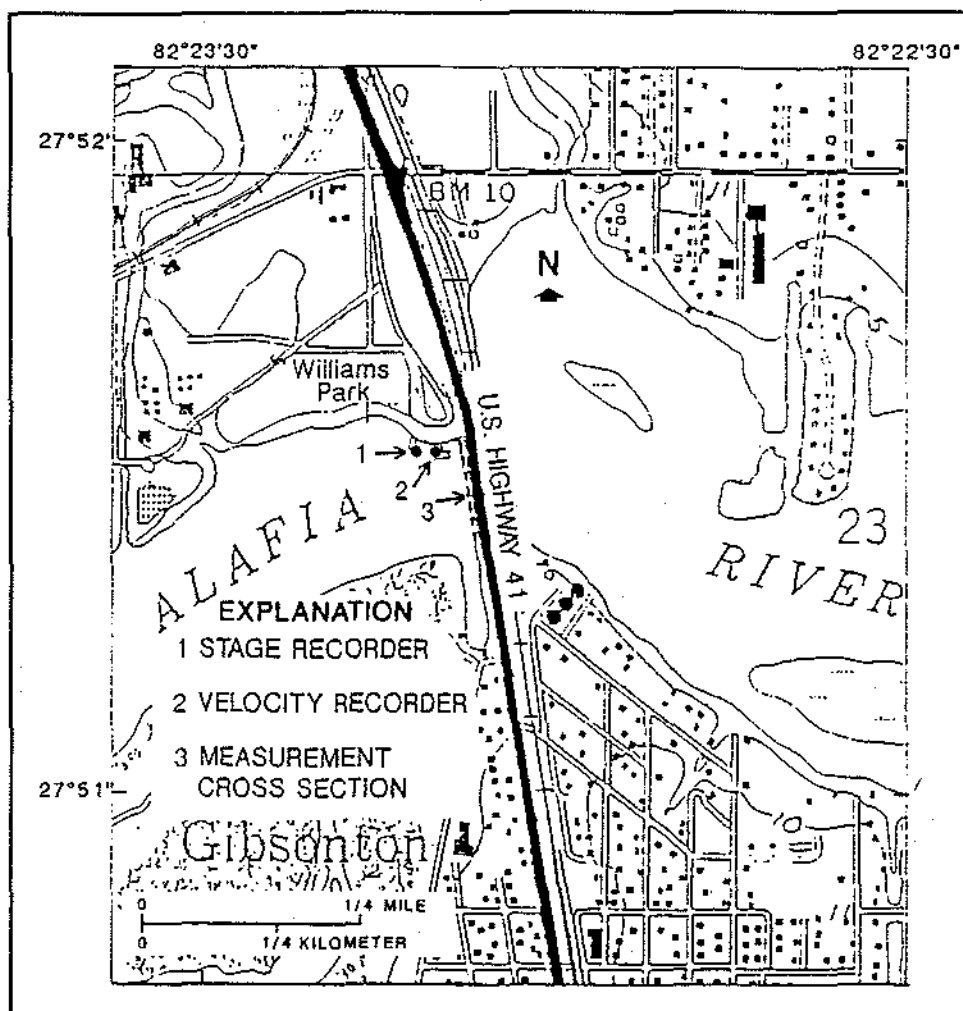 82°23'30"
82°22'30"
27°52'
BM 10
N
Williams
Park
U.S. HIGHWAY 41
1
2
3
ALAFIA
23
RIVER
EXPLANATION
1 STAGE RECORDER
2 VELOCITY RECORDER
3 MEASUREMENT
CROSS SECTION
27°51'
10
Gibsonton
0 1/4 MILE
0 1/4 KILOMETER